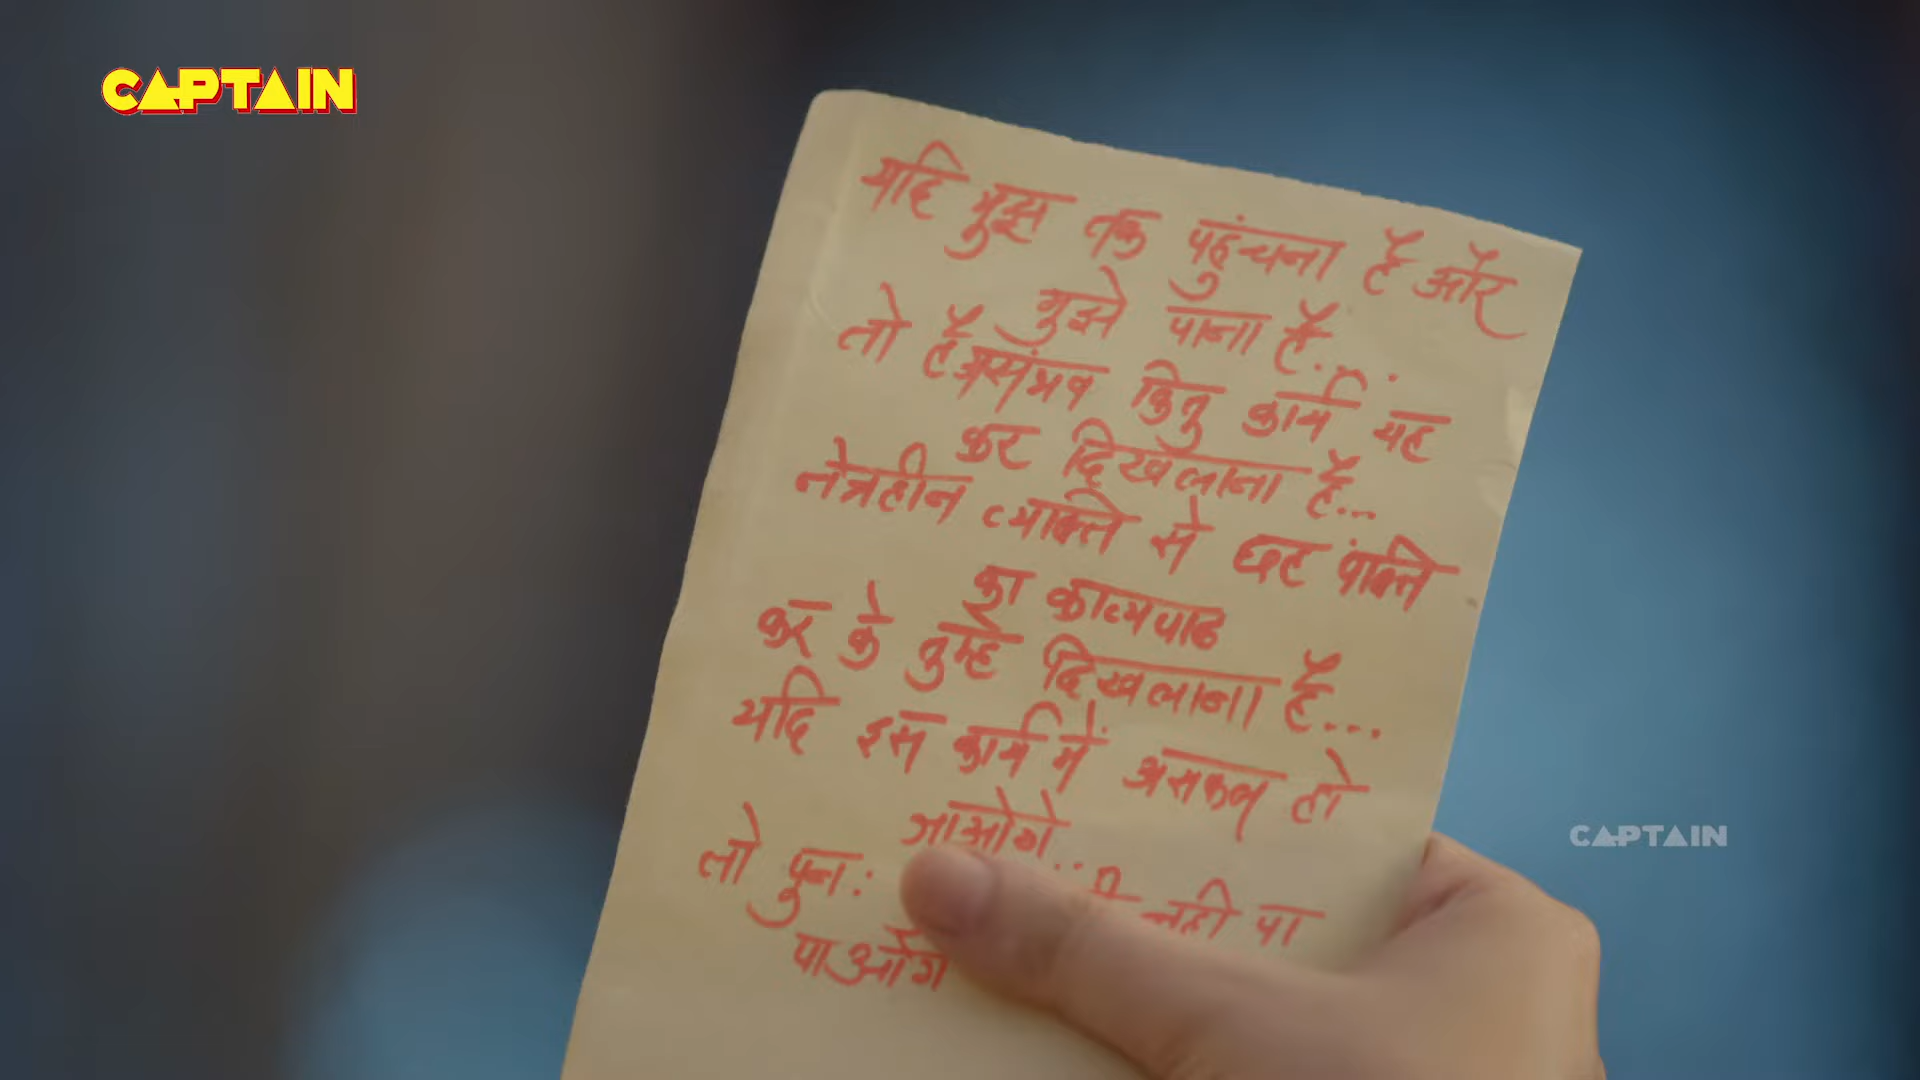 CAPTAIN
यदि मुझ तक पहुंचना है और
मुझे पाना है....
तो है असंभव किंतु कार्य यह
कर दिखलाना है...
नेत्रहीन व्यक्ति से छह पंक्ति
का काव्यपाठ
कर के तुम्हे दिखलाना है...
यदि इस कार्य में असफल हो
जाओगे..
तो पुन: नही पा
पाओगे
CAPTAIN